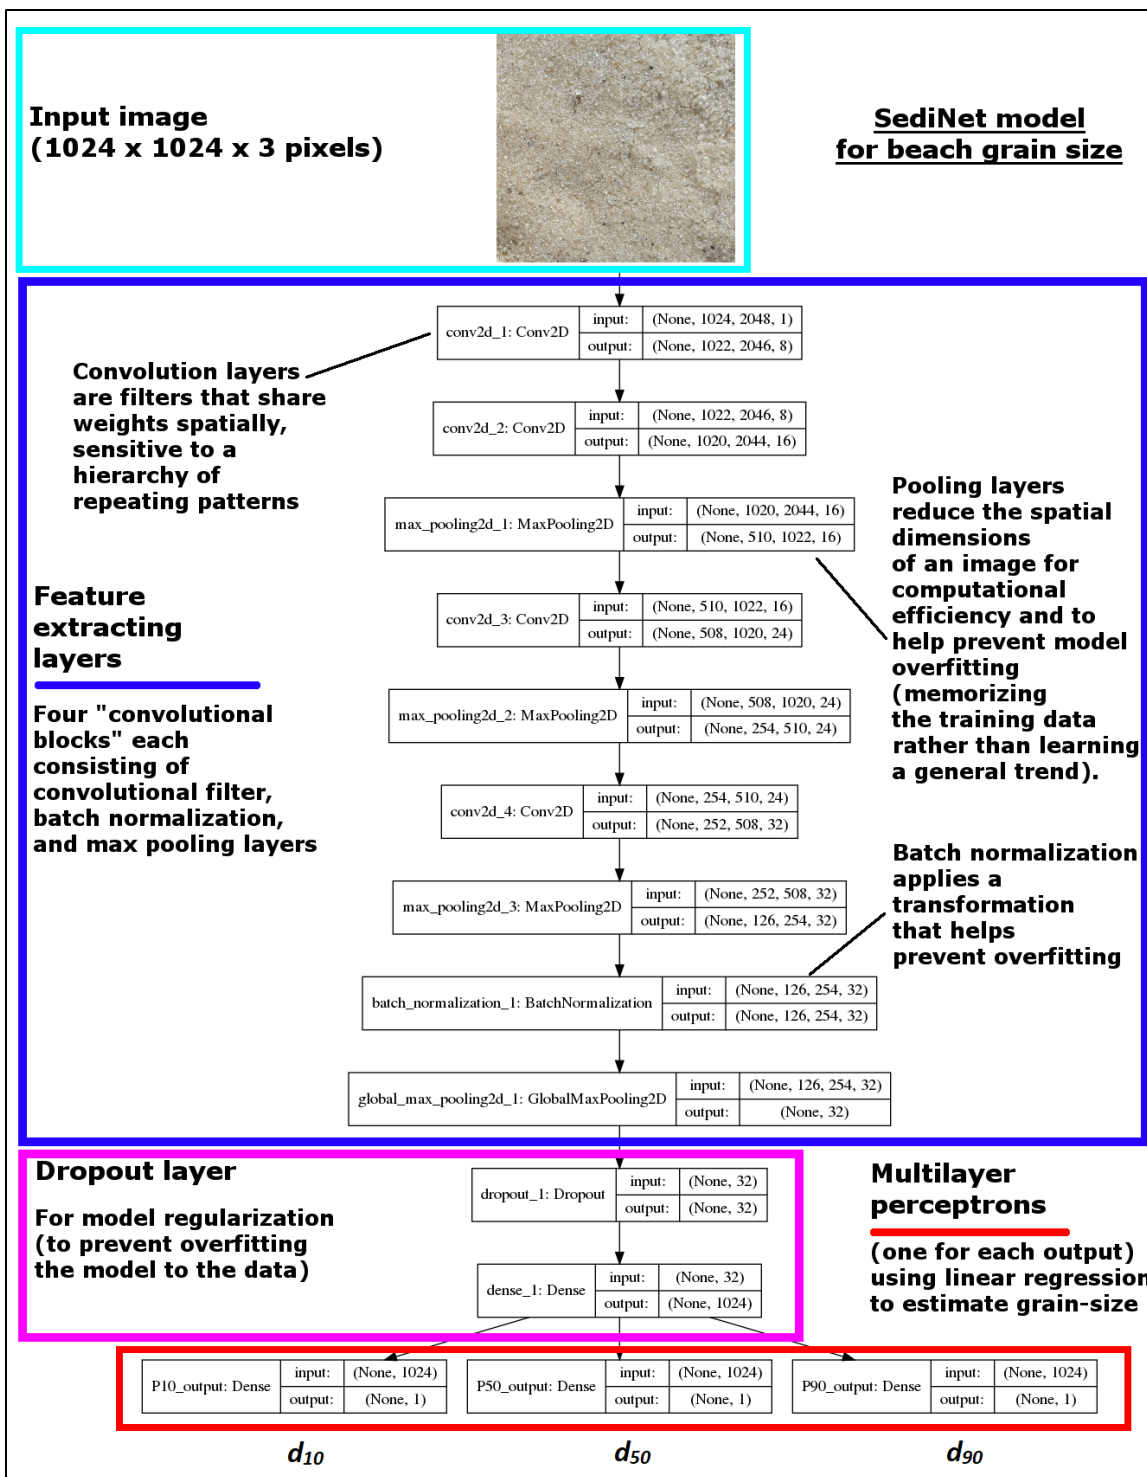 Input image
(1024 x 1024 x 3 pixels)
SediNet model
for beach grain size
conv2d_1: Conv2D
input:
(None, 1024, 2048, 1)
output:
(None, 1022, 2046, 8)
Convolution layers
are filters that share
weights spatially,
sensitive to a
hierarchy of
repeating patterns
conv2d_2: Conv2D
input:
(None, 1022, 2046, 8)
output:
(None, 1020, 2044, 16)
max_pooling2d_1: MaxPooling2D
input:
(None, 1020, 2044, 16)
output:
(None, 510, 1022, 16)
Pooling layers
reduce the spatial
dimensions
of an image for
computational
efficiency and to
help prevent model
overfitting
(memorizing
the training data
rather than learning
a general trend).
Feature
extracting
layers
Four "convolutional
blocks" each
consisting of
convolutional filter,
batch normalization,
and max pooling layers
conv2d_3: Conv2D
input:
(None, 510, 1022, 16)
output:
(None, 508, 1020, 24)
max_pooling2d_2: MaxPooling2D
input:
(None, 508, 1020, 24)
output:
(None, 254, 510, 24)
conv2d_4: Conv2D
input:
(None, 254, 510, 24)
output:
(None, 252, 508, 32)
max_pooling2d_3: MaxPooling2D
input:
(None, 252, 508, 32)
output:
(None, 126, 254, 32)
Batch normalization
applies a
transformation
that helps
prevent overfitting
batch_normalization_1: BatchNormalization
input:
(None, 126, 254, 32)
output:
(None, 126, 254, 32)
global_max_pooling2d_1: GlobalMaxPooling2D
input:
(None, 126, 254, 32)
output:
(None, 32)
Dropout layer
For model regularization
(to prevent overfitting
the model to the data)
dropout_1: Dropout
input:
(None, 32)
output:
(None, 32)
dense_1: Dense
input:
(None, 32)
output:
(None, 1024)
Multilayer
perceptrons
(one for each output)
using linear regression
to estimate grain-size
P10_output: Dense
input:
(None, 1024)
output:
(None, 1)
P50_output: Dense
input:
(None, 1024)
output:
(None, 1)
P90_output: Dense
input:
(None, 1024)
output:
(None, 1)
d10
d50
d90